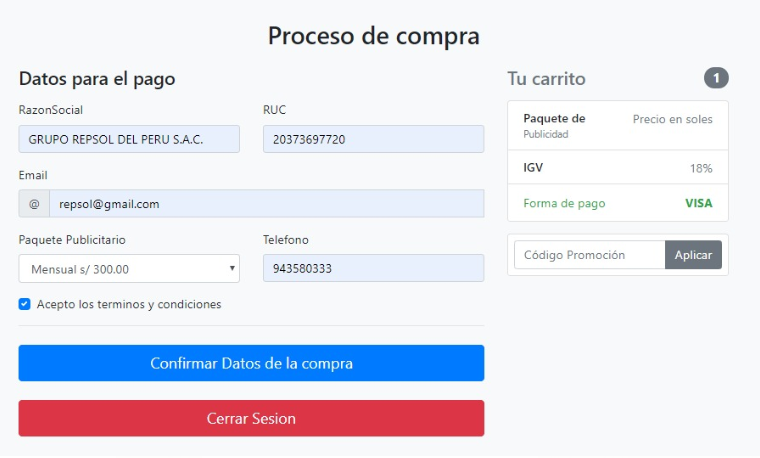 Proceso de compra
Datos para el pago
RazonSocial
RUC
GRUPO REPSOL DEL PERU S.A.C.
20373697720
Email
@ repsol@gmail.com
Paquete Publicitario
Telefono
Mensual s/ 300.00
943580333
Acepto los terminos y condiciones
Confirmar Datos de la compra
Cerrar Sesion
Tu carrito
1
Paquete de
Precio en soles
Publicidad
IGV
18%
Forma de pago
VISA
Código Promoción
Aplicar